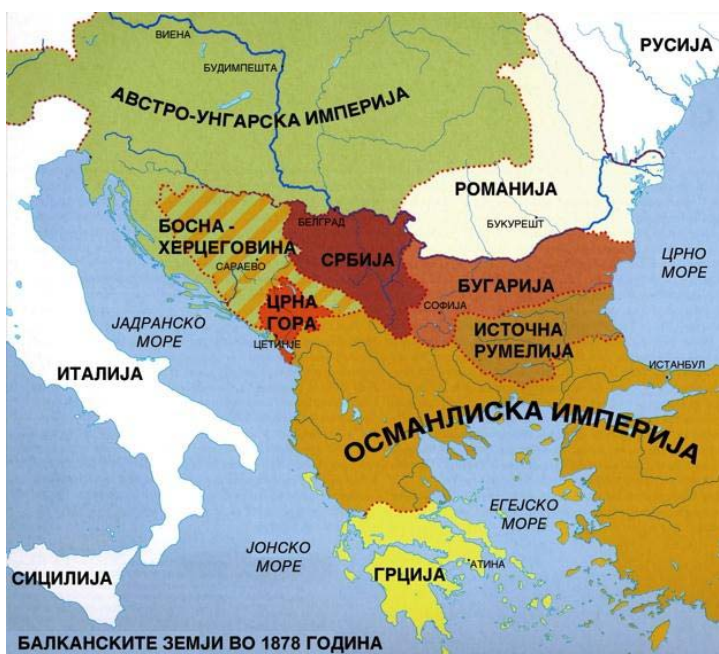 ВИЕНА
РУСИЈА
БУДИМПЕШТА
АВСТРО-УНГАРСКА ИМПЕРИЈА
РОМАНИЈА
БЕЛГРАД
БУКУРЕШТ
БОСНА -
ХЕРЦЕГОВИНА
САРАЕВО
СРБИЈА
ЦРНО
МОРЕ
БУГАРИЈА
ЦРНА
ГОРА
СОФИЈА
ЈАДРАНСКО
МОРЕ
ЦЕТИЊЕ
ИСТОЧНА
РУМЕЛИЈА
ИСТАНБУЛ
ИТАЛИЈА
ОСМАНЛИСКА ИМПЕРИЈА
ЕГЕЈСКО
МОРЕ
ЈОНСКО
МОРЕ
АТИНА
СИЦИЛИЈА
ГРЦИЈА
БАЛКАНСКИТЕ ЗЕМЈИ ВО 1878 ГОДИНА